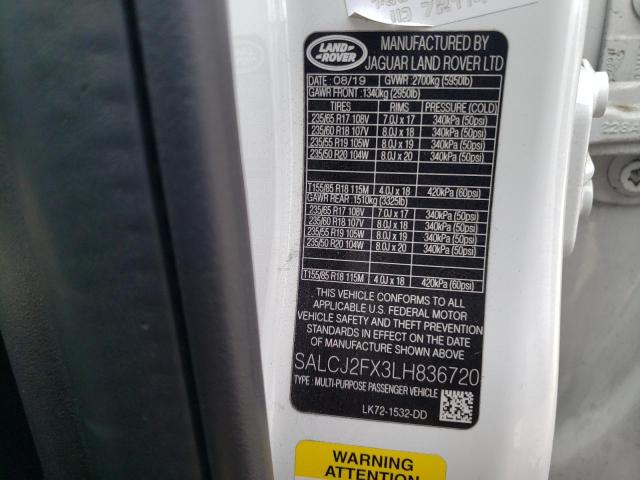 LAND ROVER
MANUFACTURED BY
JAGUAR LAND ROVER LTD
DATE : 08/19 GVWR : 2700kg (5950lb)
GAWR FRONT : 1340kg (2950lb)
TIRES RIMS PRESSURE (COLD)
235/65 R17 108V 7.0J x 17 340kPa (50psi)
235/60 R18 107V 8.0J x 18 340kPa (50psi)
235/55 R19 105W 8.0J x 19 340kPa (50psi)
235/50 R20 104W 8.0J x 20 340kPa (50psi)
T155/85 R18 115M 4.0J x 18 420kPa (60psi)
GAWR REAR : 1510kg (3325lb)
235/65 R17 108V 7.0J x 17 340kPa (50psi)
235/60 R18 107V 8.0J x 18 340kPa (50psi)
235/55 R19 105W 8.0J x 19 340kPa (50psi)
235/50 R20 104W 8.0J x 20 340kPa (50psi)
T155/85 R18 115M 4.0J x 18 420kPa (60psi)
THIS VEHICLE CONFORMS TO ALL
APPLICABLE U.S. FEDERAL MOTOR
VEHICLE SAFETY AND THEFT PREVENTION
STANDARDS IN EFFECT ON THE DATE
OF MANUFACTURE SHOWN ABOVE.
SALCJ2FX3LH836720
TYPE : MULTI-PURPOSE PASSENGER VEHICLE
LK72-1532-DD
WARNING
ATTENTION